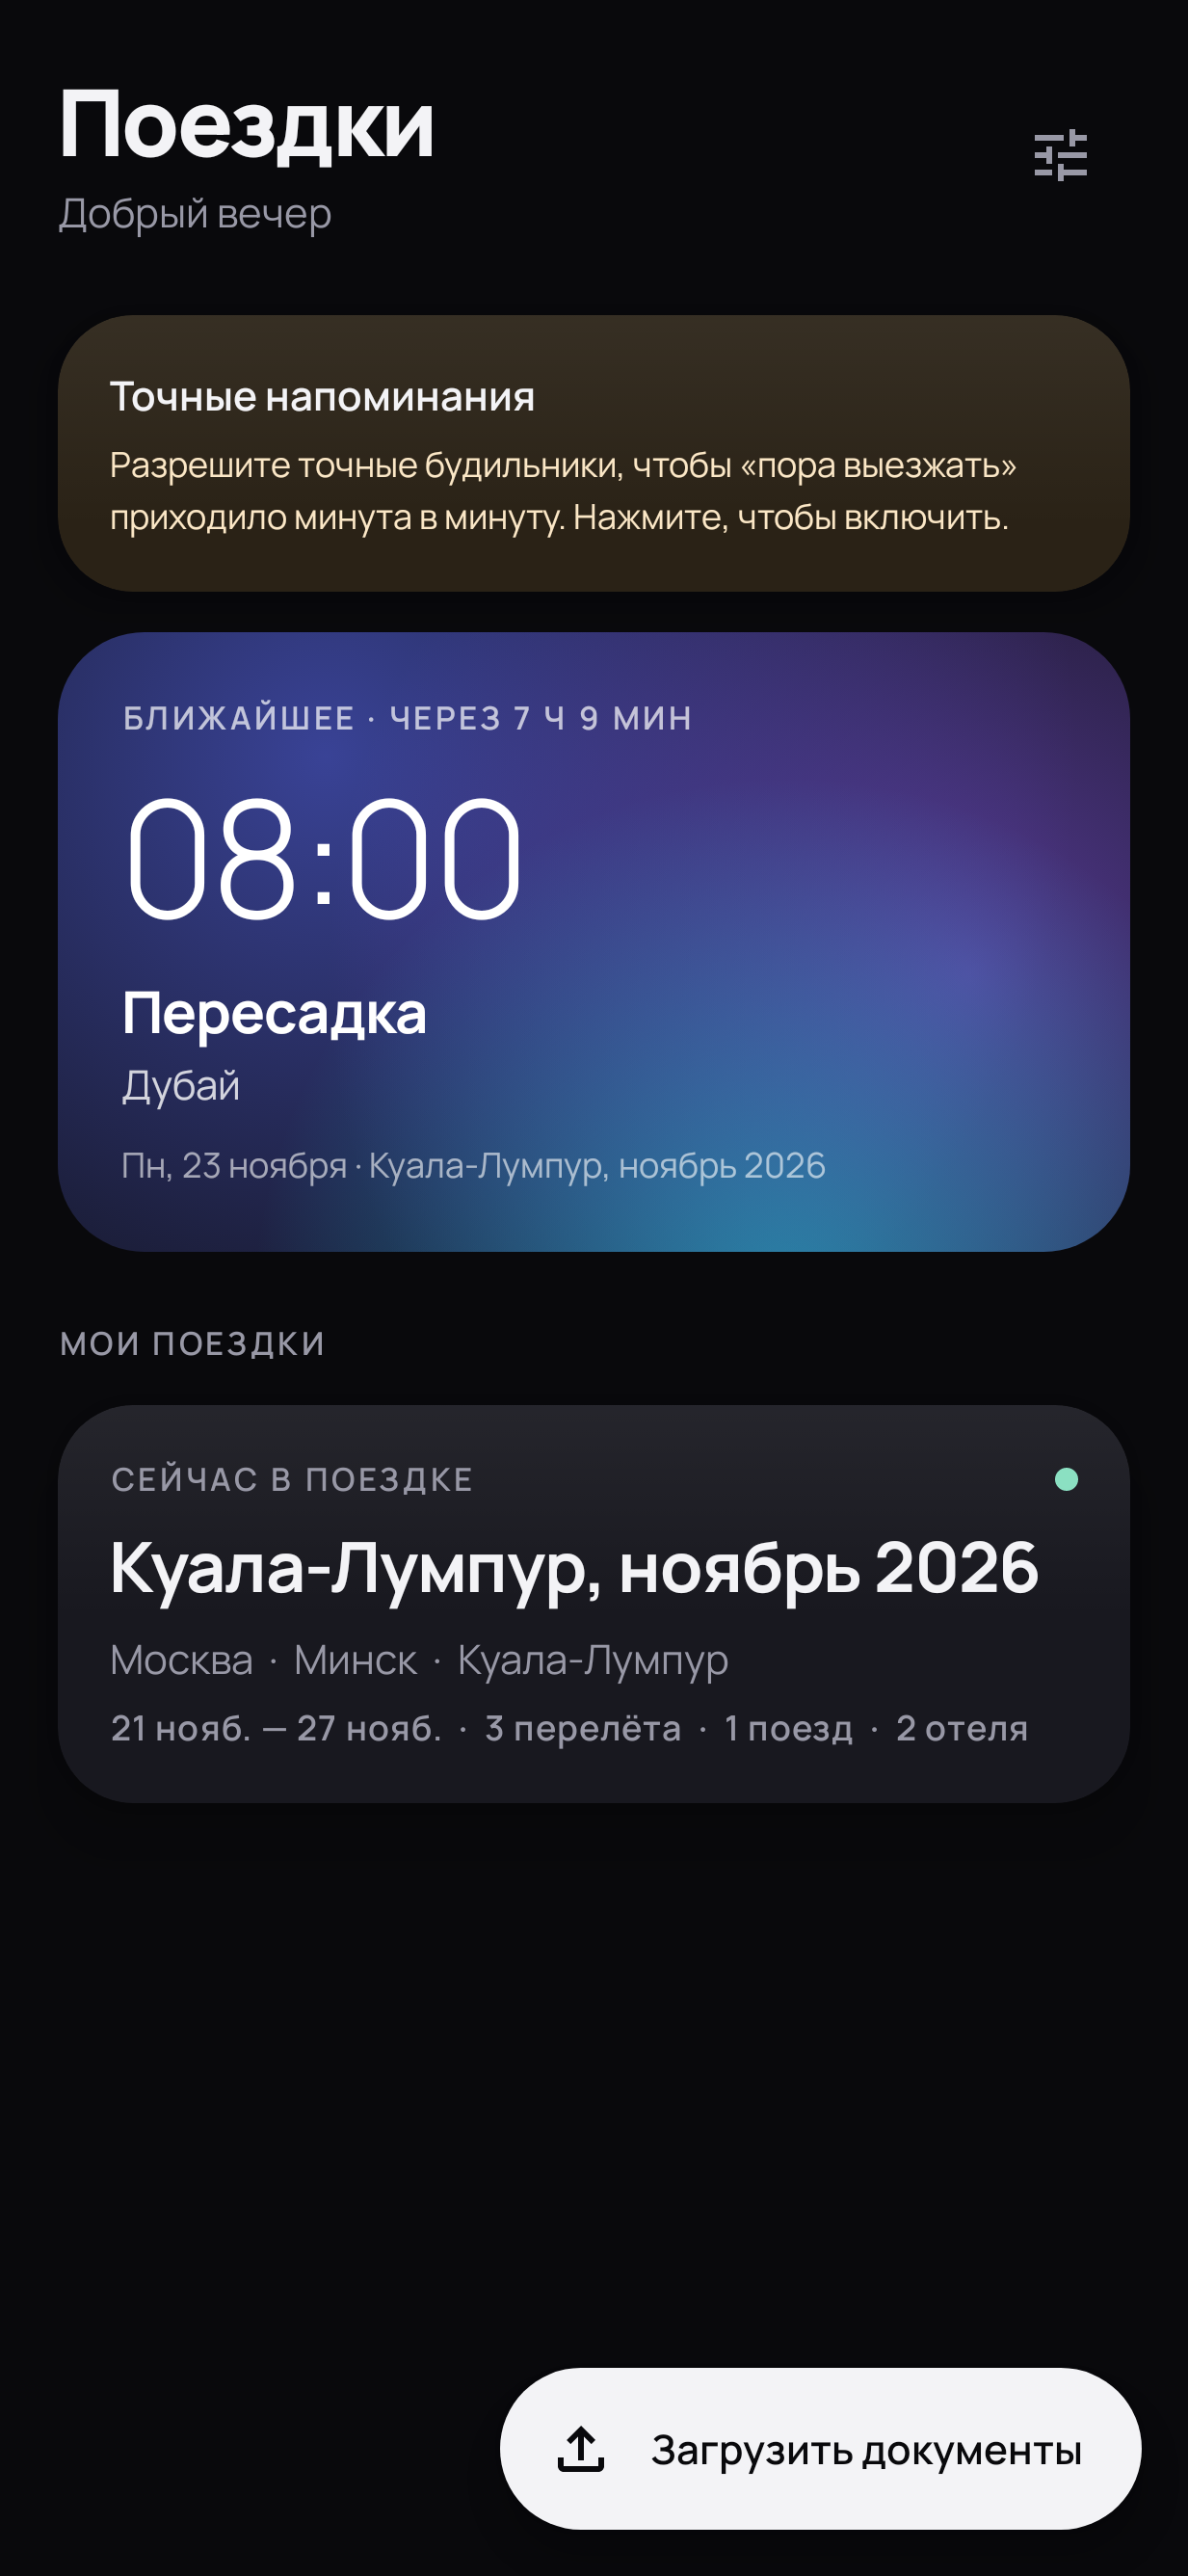 Поездки
Добрый вечер
Точные напоминания
Разрешите точные будильники, чтобы «пора выезжать»
приходило минута в минуту. Нажмите, чтобы включить.
БЛИЖАЙШЕЕ · ЧЕРЕЗ 7 Ч 9 МИН
08:00
Пересадка
Дубай
Пн, 23 ноября · Куала-Лумпур, ноябрь 2026
МОИ ПОЕЗДКИ
СЕЙЧАС В ПОЕЗДКЕ
Куала-Лумпур, ноябрь 2026
Москва · Минск · Куала-Лумпур
21 нояб. — 27 нояб. · 3 перелёта · 1 поезд · 2 отеля
Загрузить документы